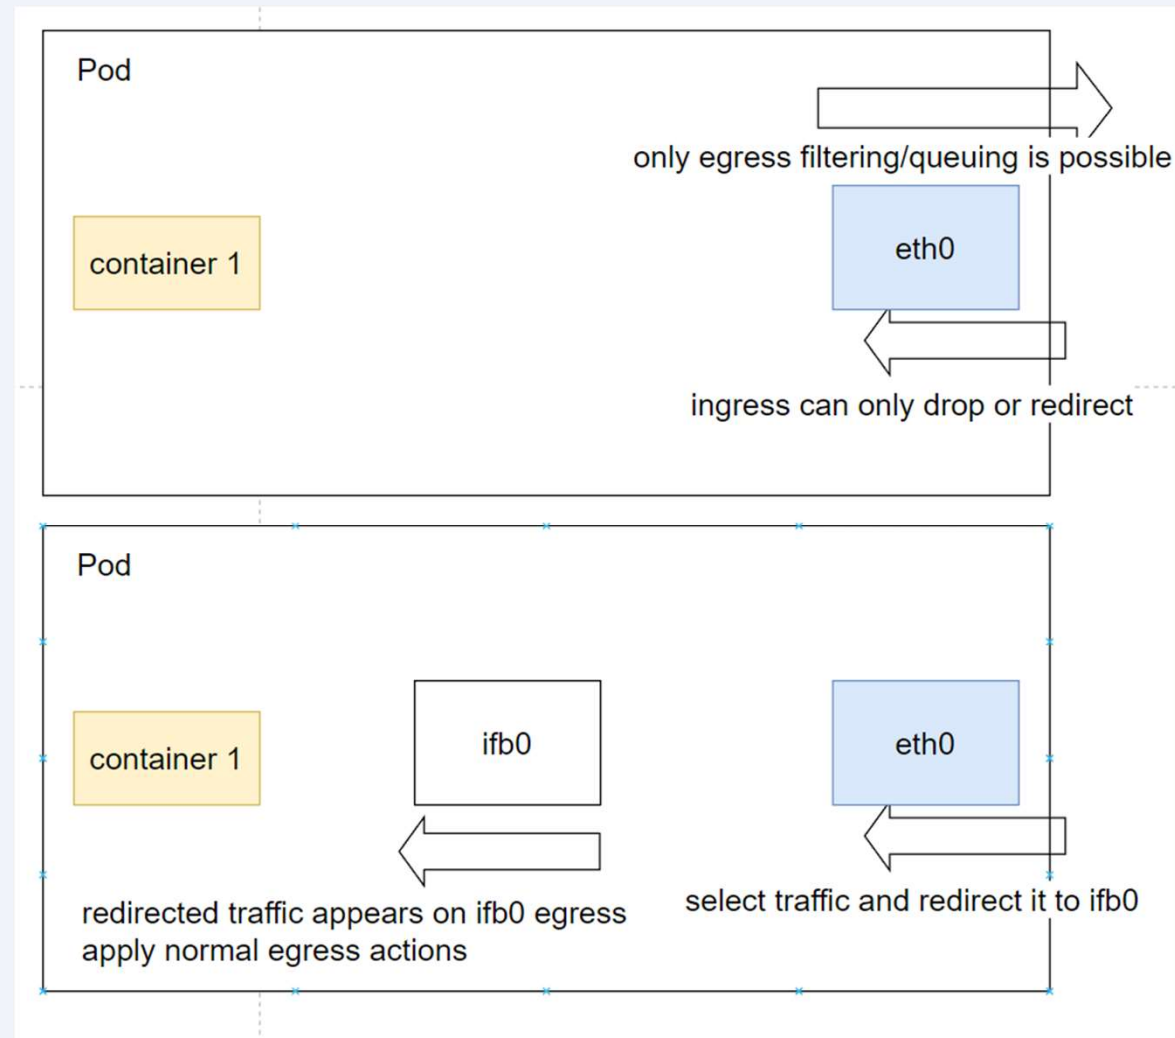 Pod
only egress filtering/queuing is possible
container 1
eth0
ingress can only drop or redirect
Pod
container 1
ifb0
eth0
select traffic and redirect it to ifb0
redirected traffic appears on ifb0 egress
apply normal egress actions